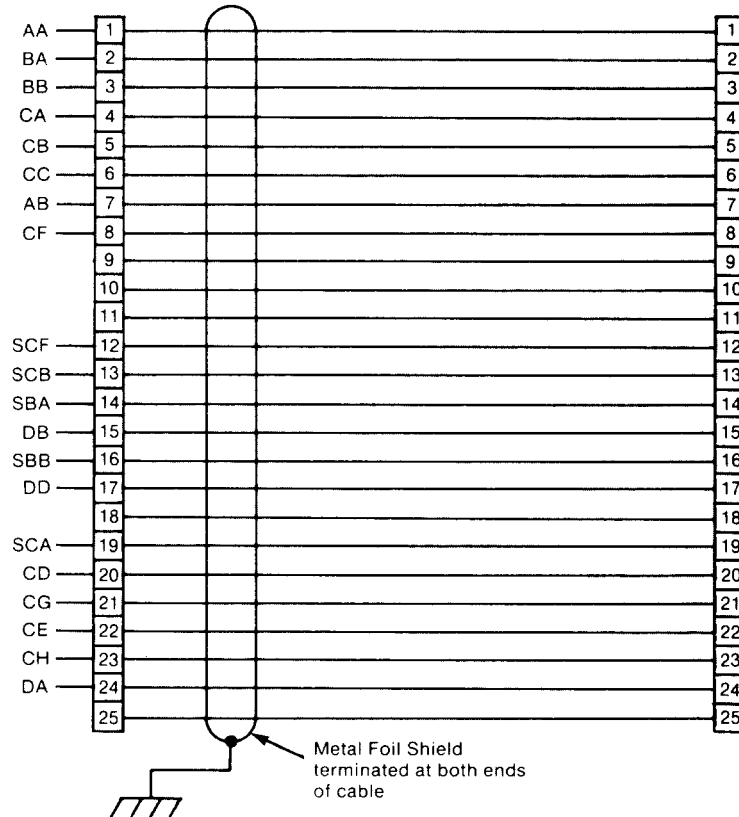 AA 1 1
BA 2 2
BB 3 3
CA 4 4
CB 5 5
CC 6 6
AB 7 7
CF 8 8
9 9
10 10
11 11
SCF 12 12
SCB 13 13
SBA 14 14
DB 15 15
SBB 16 16
DD 17 17
18 18
SCA 19 19
CD 20 20
CG 21 21
CE 22 22
CH 23 23
DA 24 24
25 25
Metal Foil Shield
terminated at both ends
of cable